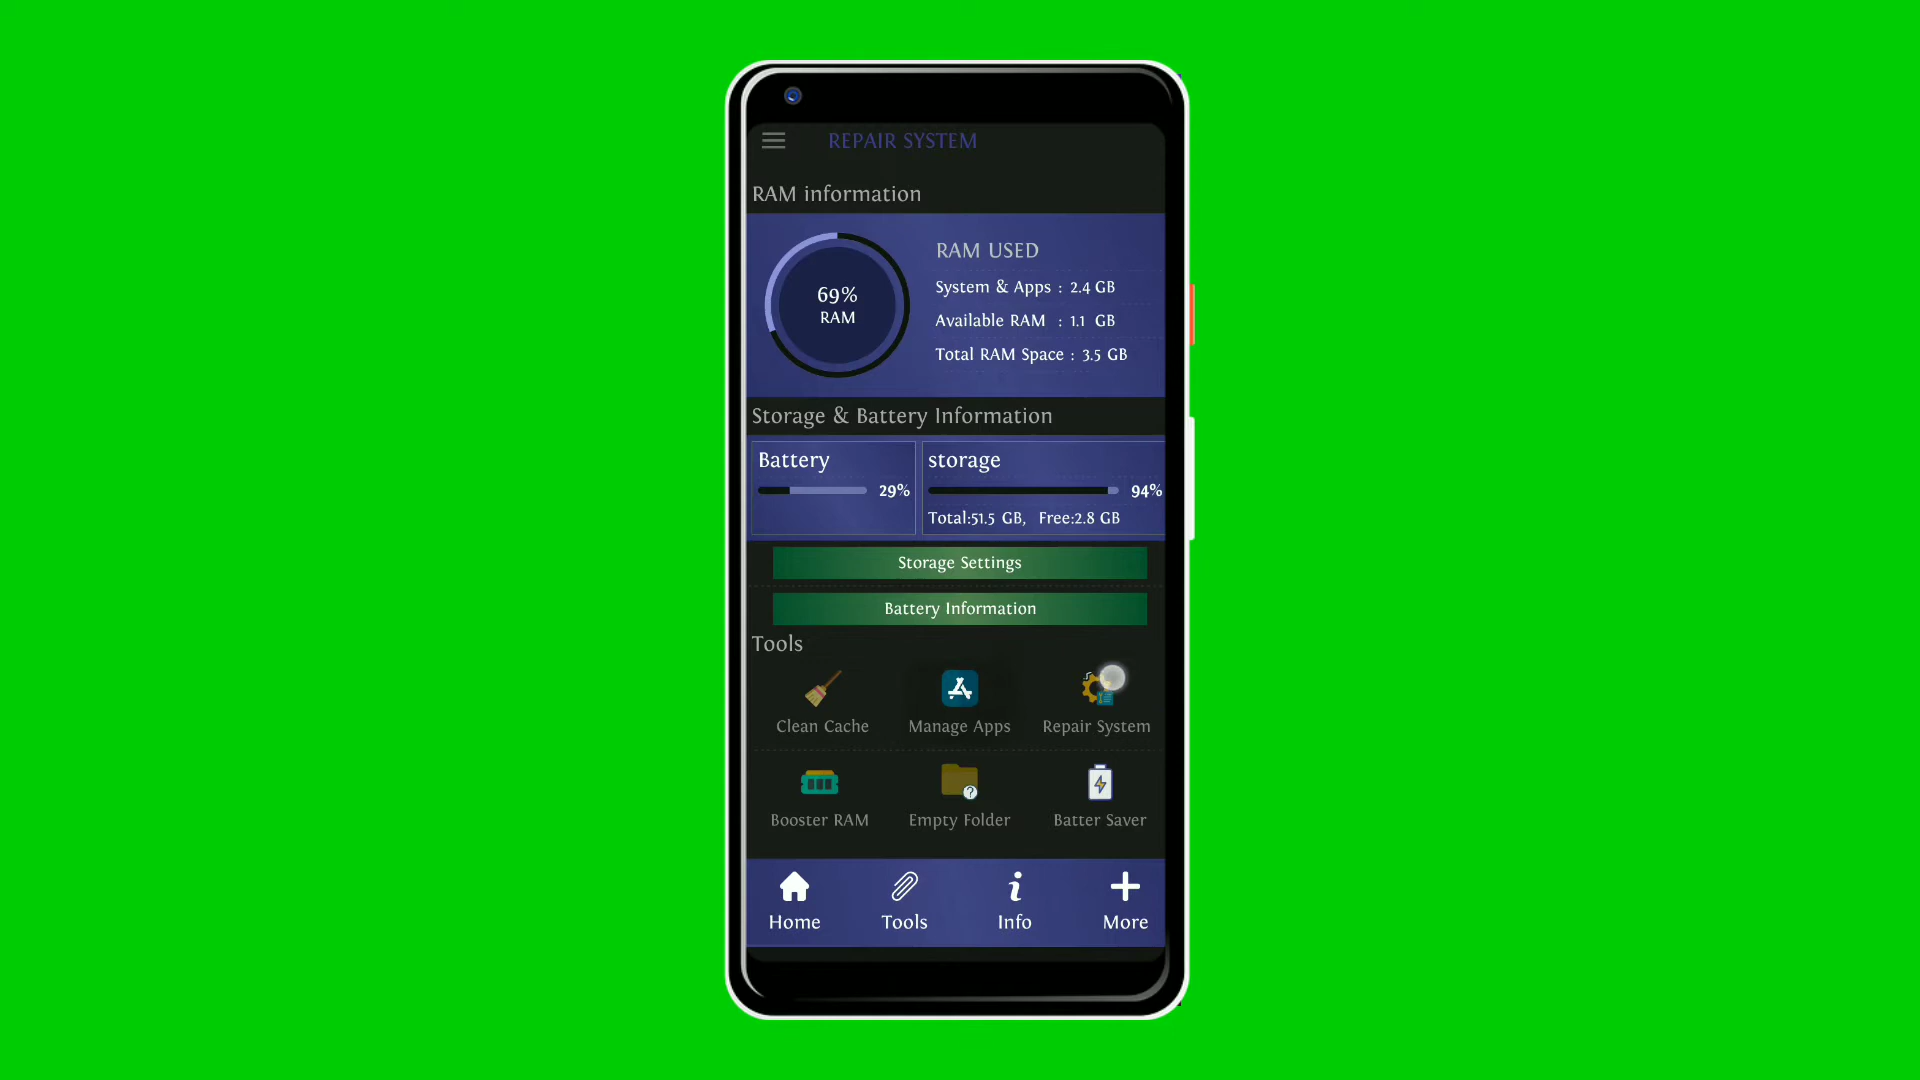 REPAIR SYSTEM
RAM information
69%
RAM
RAM USED
System & Apps : 2.4 GB
Available RAM : 1.1 GB
Total RAM Space : 3.5 GB
Storage & Battery Information
Battery
29%
storage
94%
Total:51.5 GB, Free:2.8 GB
Storage Settings
Battery Information
Tools
Clean Cache
Manage Apps
Repair System
Booster RAM
Empty Folder
Batter Saver
Home
Tools
Info
More